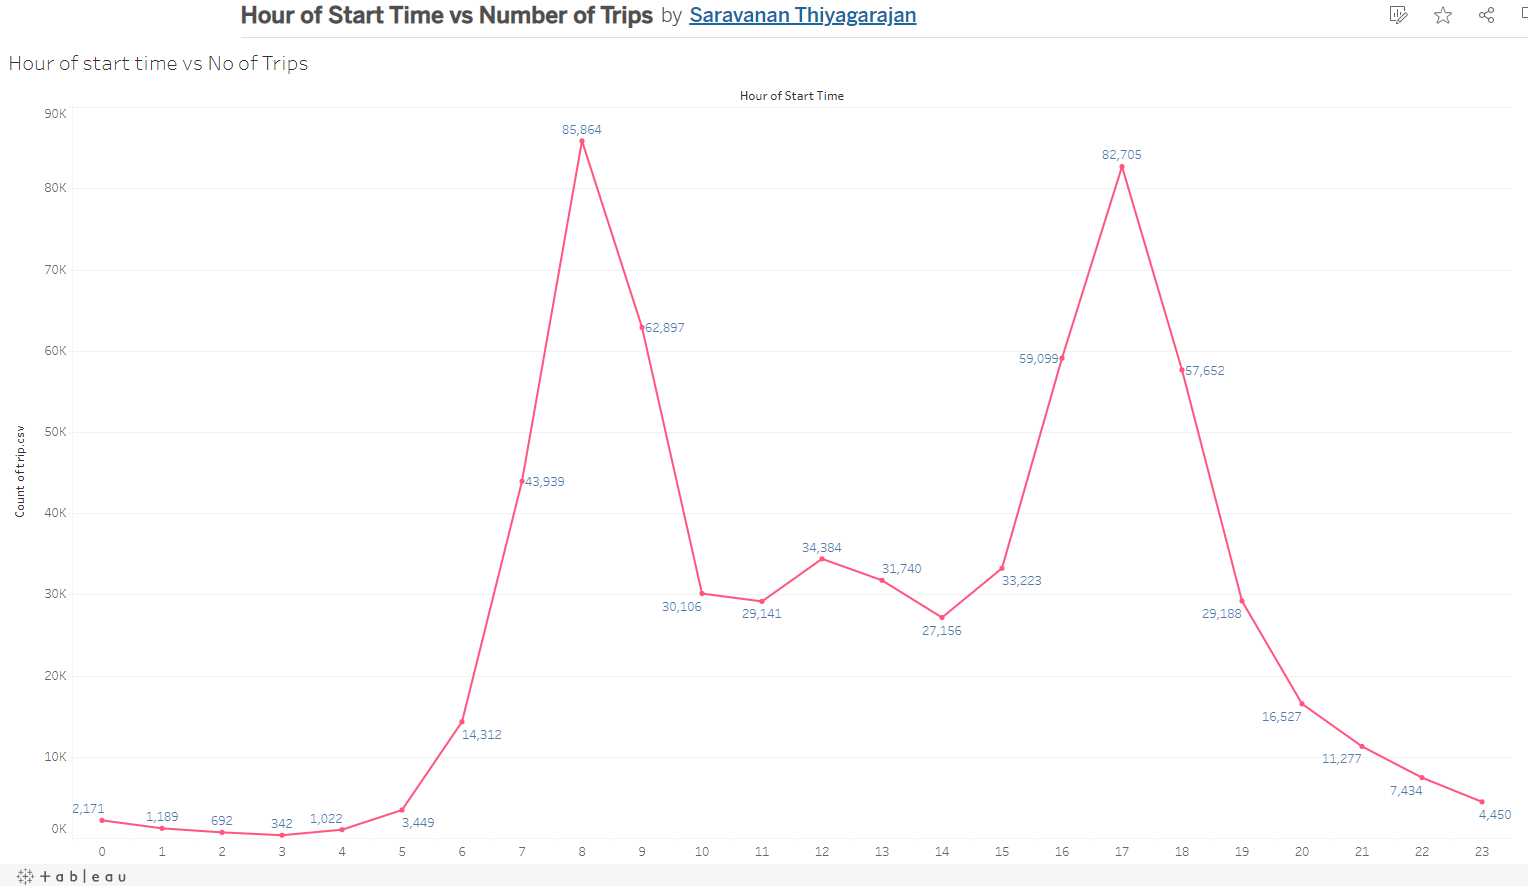 Hour of Start Time vs Number of Trips by Saravanan Thiyagarajan
Hour of start time vs No of Trips
Hour of Start Time
90K
80K
70K
60K
50K
40K
30K
20K
10K
0K
Count of trip.csv
2,171
1,189
692
342
1,022
3,449
14,312
43,939
85,864
62,897
30,106
29,141
34,384
31,740
27,156
33,223
59,099
82,705
57,652
29,188
16,527
11,277
7,434
4,450
0 1 2 3 4 5 6 7 8 9 10 11 12 13 14 15 16 17 18 19 20 21 22 23
+ a b | e a u